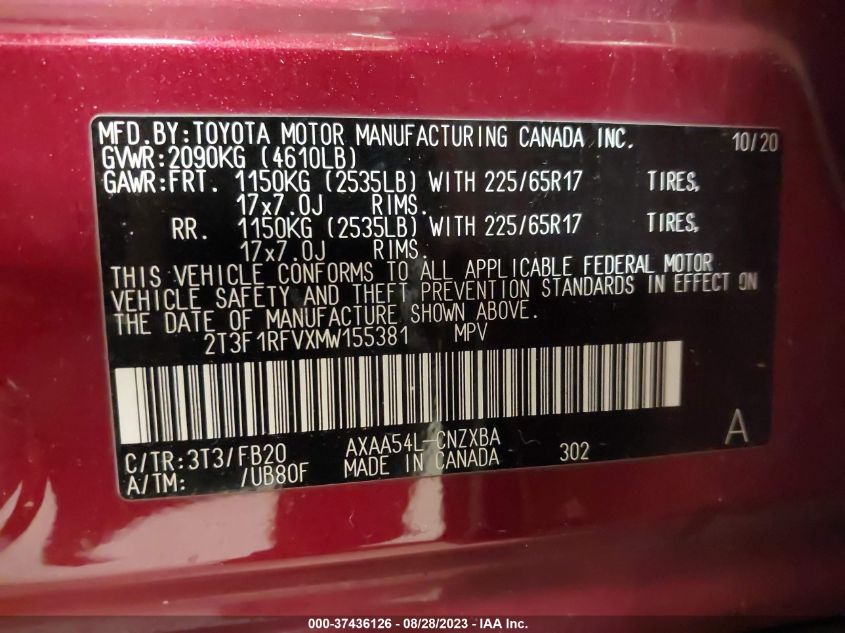 MFD.BY:TOYOTA MOTOR MANUFACTURING CANADA INC. 10/20
GVWR:2090KG (4610LB)
GAWR:FRT. 1150KG (2535LB) WITH 225/65R17 TIRES,
17x7.0J RIMS.
RR. 1150KG (2535LB) WITH 225/65R17 TIRES,
17x7.0J RIMS.
THIS VEHICLE CONFORMS TO ALL APPLICABLE FEDERAL MOTOR
VEHICLE SAFETY AND THEFT PREVENTION STANDARDS IN EFFECT ON
THE DATE OF MANUFACTURE SHOWN ABOVE.
2T3F1RFVXMW155381 MPV
A
C/TR:3T3/FB20 AXAA54L-CNZXBA 302
A/TM: /UB80F MADE IN CANADA
000-37436126 - 08/28/2023 - IAA Inc.